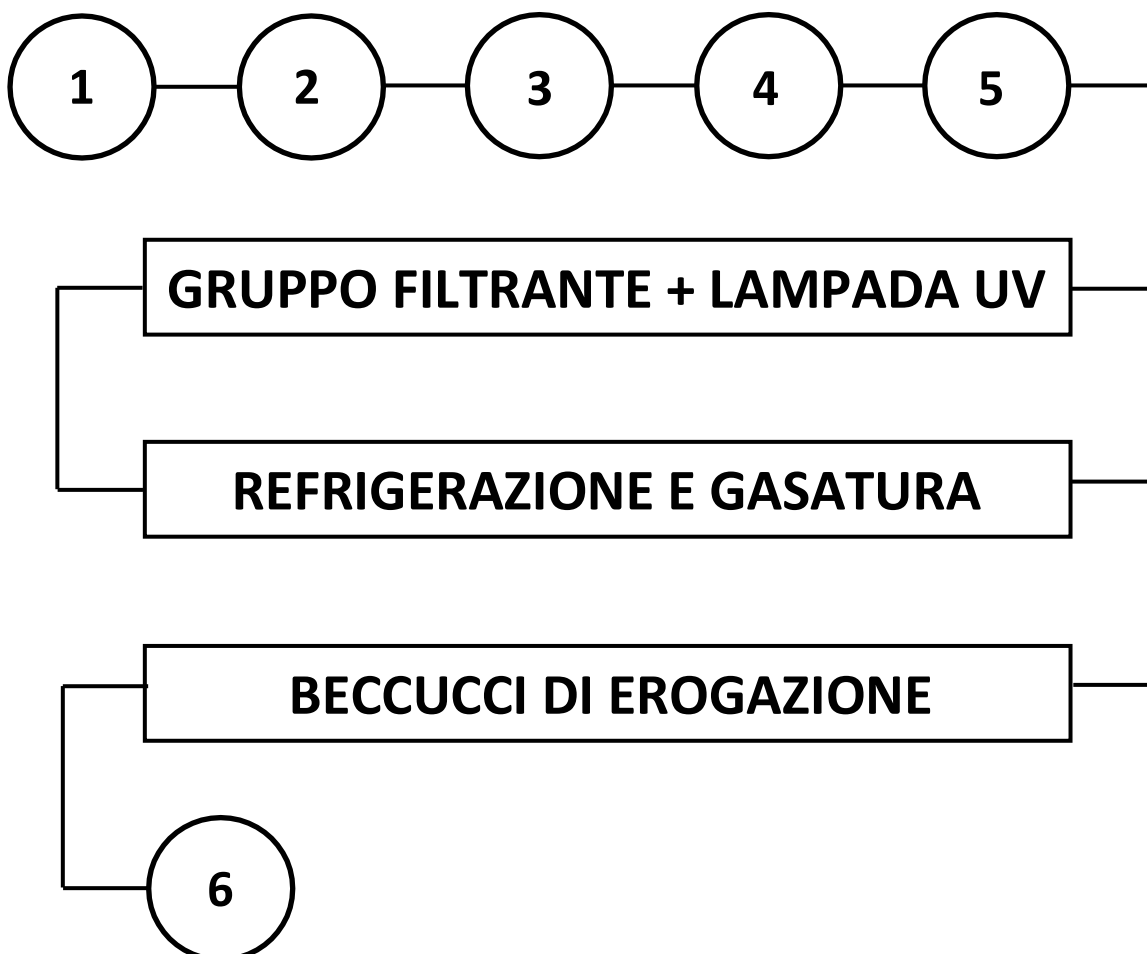 1 2 3 4 5
GRUPPO FILTRANTE + LAMPADA UV
REFRIGERAZIONE E GASATURA
BECCUCCI DI EROGAZIONE
6